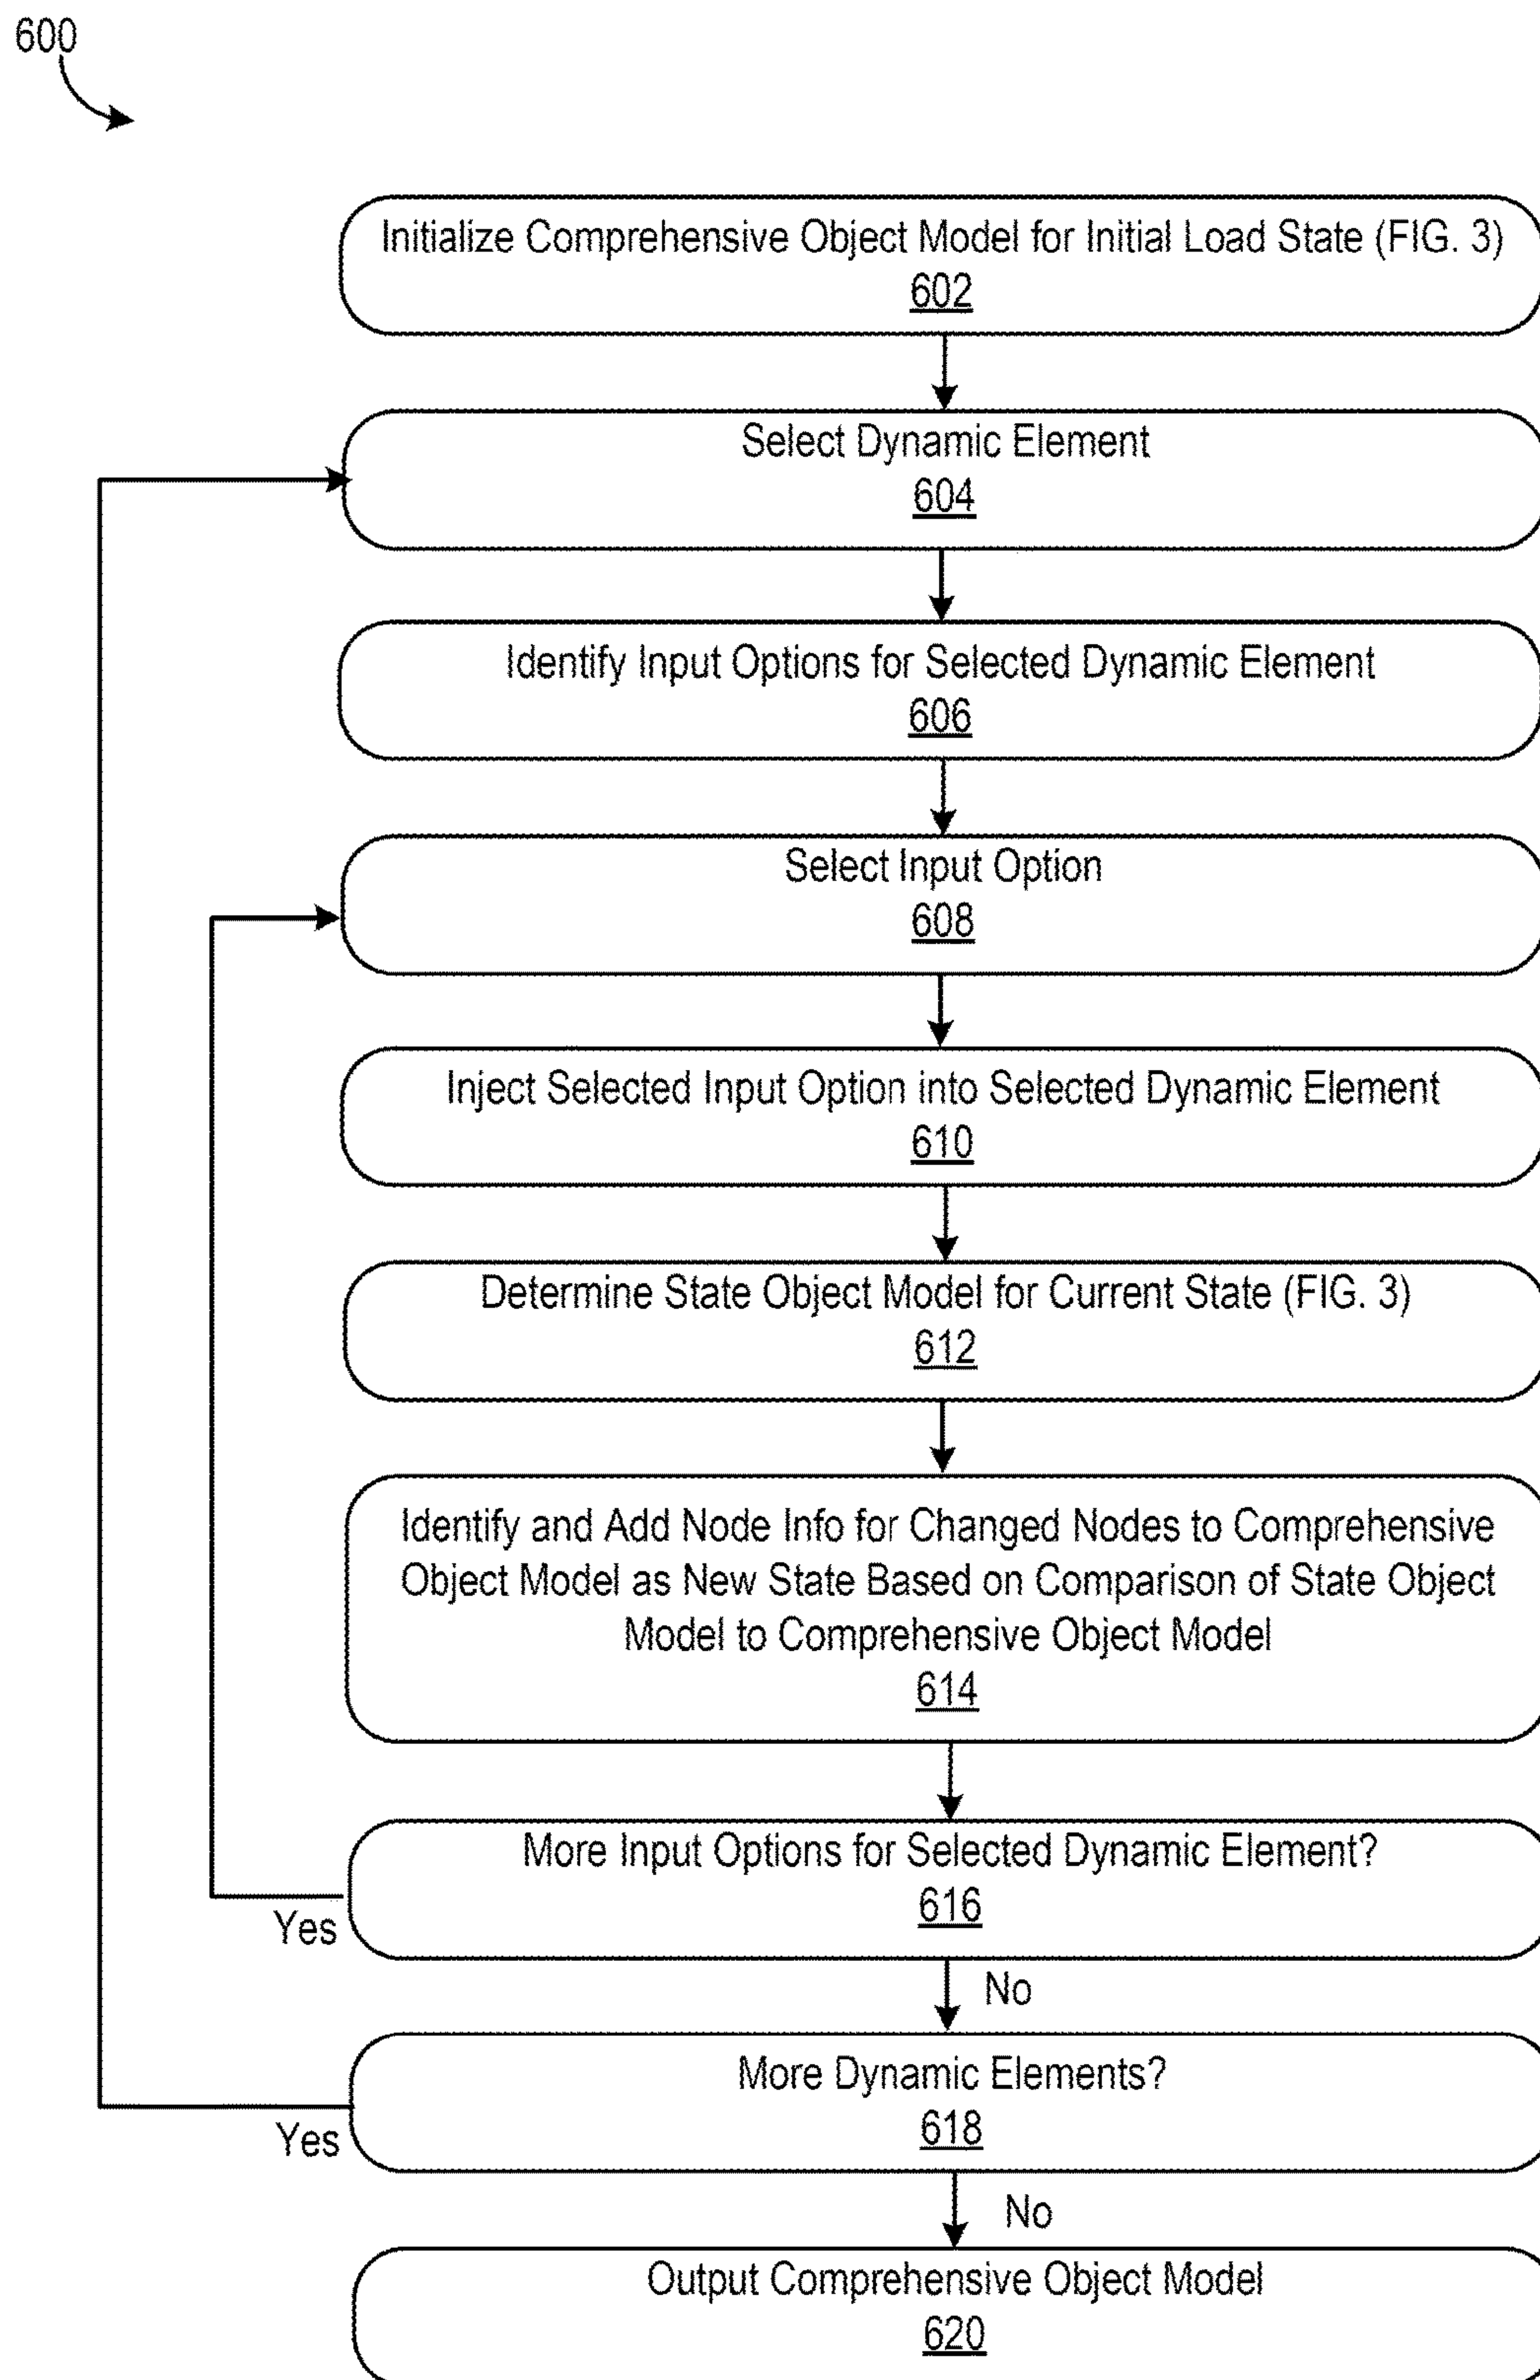 600
Initialize Comprehensive Object Model for Initial Load State (FIG. 3)
602
Select Dynamic Element
604
Identify Input Options for Selected Dynamic Element
606
Select Input Option
608
Inject Selected Input Option into Selected Dynamic Element
610
Determine State Object Model for Current State (FIG. 3)
612
Identify and Add Node Info for Changed Nodes to Comprehensive
Object Model as New State Based on Comparison of State Object
Model to Comprehensive Object Model
614
More Input Options for Selected Dynamic Element?
616
Yes
No
More Dynamic Elements?
618
Yes
No
Output Comprehensive Object Model
620